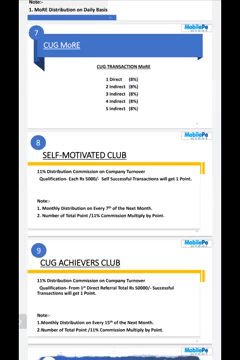 Note:-
1. MoRE Distribution on Daily Basis
MobilePe
7
CUG MoRE
CUG TRANSACTION MoRE
1 Direct (8%)
2 Indirect (8%)
3 Indirect (8%)
4 Indirect (8%)
5 Indirect (8%)
MobilePe
8
SELF-MOTIVATED CLUB
11% Distribution Commission on Company Turnover
Qualification- Each Rs 5000/- Self Successful Transactions will get 1 Point.
Note:-
1. Monthly Distribution on Every 7th of the Next Month.
2. Number of Total Point /11% Commission Multiply by Point.
MobilePe
9
CUG ACHIEVERS CLUB
11% Distribution Commission on Company Turnover
Qualification- From 1st Direct Referral Total Rs 50000/- Successful
Transactions will get 1 Point.
Note:-
1.Monthly Distribution on Every 15th of the Next Month.
2.Number of Total Point /11% Commission Multiply by Point.
MobilePe